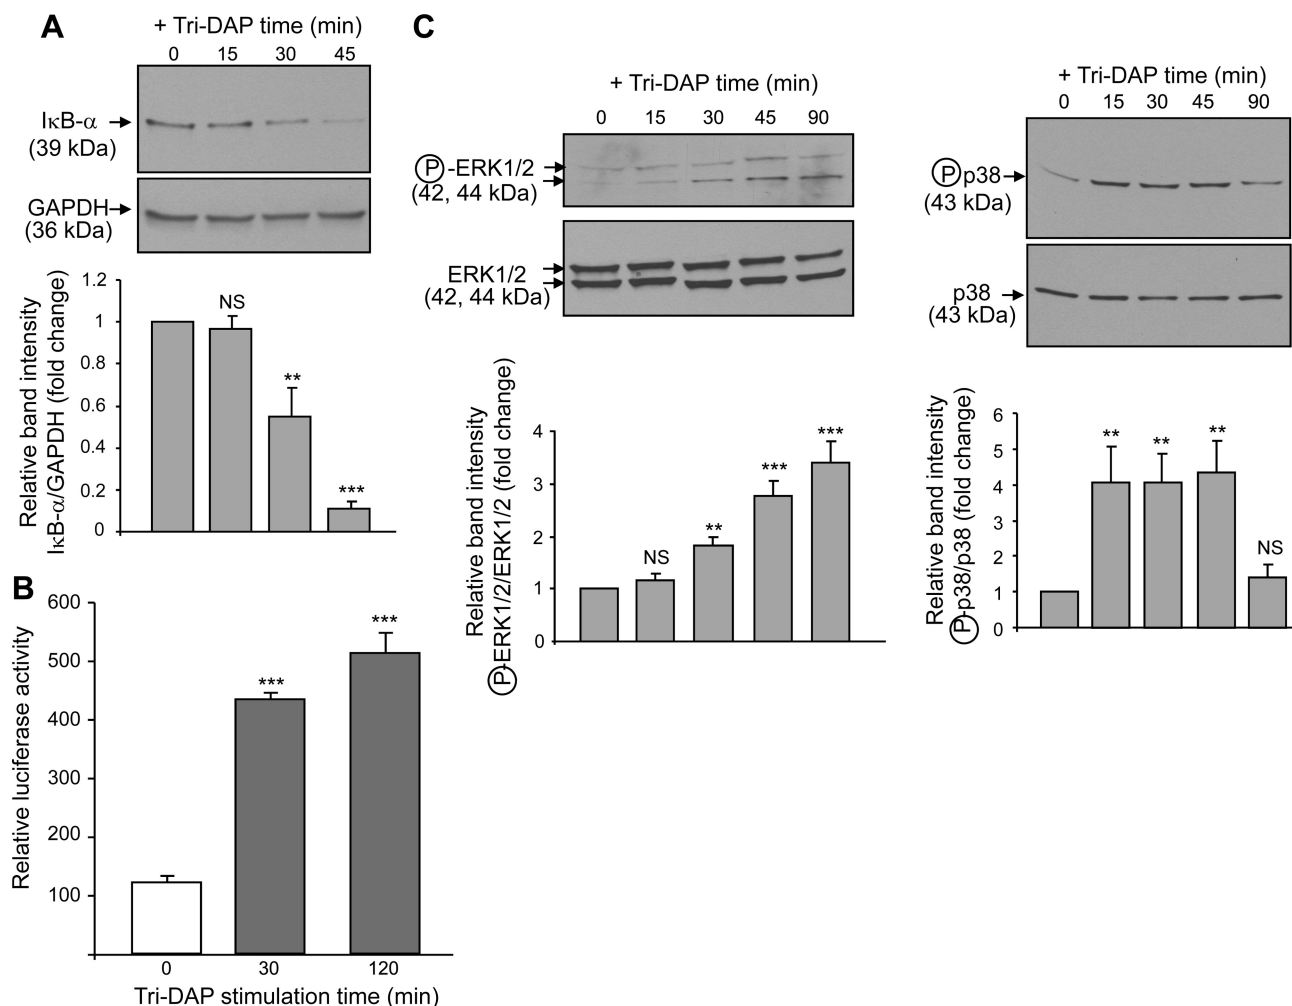 A
+ Tri-DAP time (min)
0 15 30 45
IκB-α
(39 kDa)
GAPDH
(36 kDa)
Relative band intensity
IκB-α/GAPDH (fold change)
1.2
1
0.8
0.6
0.4
0.2
0
NS
**
***
B
Relative luciferase activity
600
500
400
300
200
100
***
***
0 30 120
Tri-DAP stimulation time (min)
C
+ Tri-DAP time (min)
0 15 30 45 90
P-ERK1/2
(42, 44 kDa)
ERK1/2
(42, 44 kDa)
Relative band intensity
P-ERK1/2/ERK1/2 (fold change)
4
3
2
1
0
NS
**
***
***
+ Tri-DAP time (min)
0 15 30 45 90
P p38
(43 kDa)
p38
(43 kDa)
Relative band intensity
P-p38/p38 (fold change)
6
5
4
3
2
1
0
**
**
**
NS